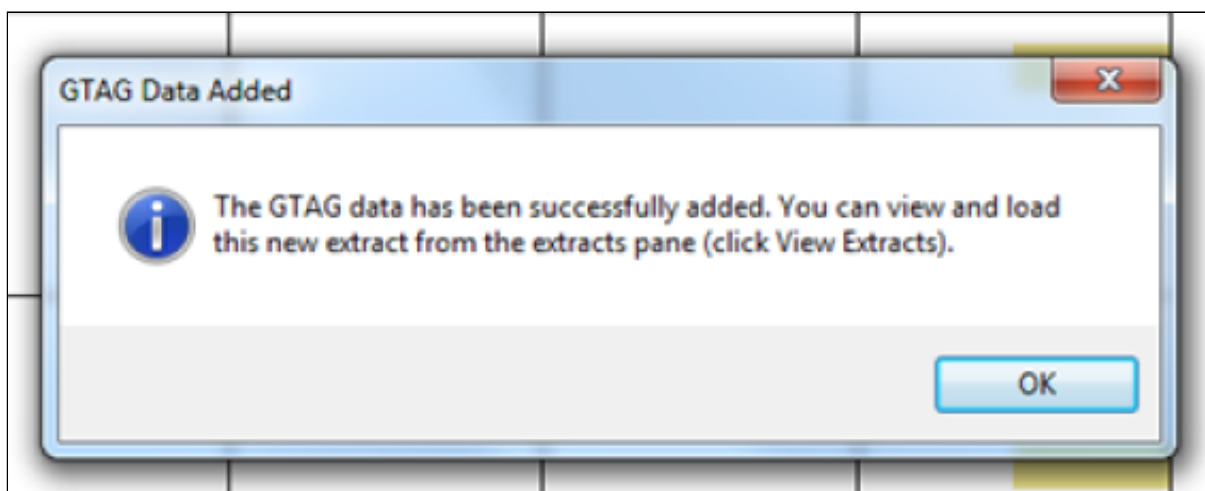 GTAG Data Added
The GTAG data has been successfully added. You can view and load
this new extract from the extracts pane (click View Extracts).
OK